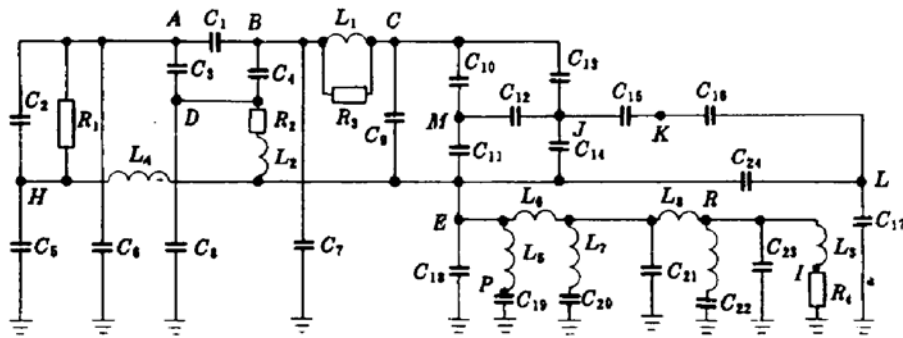 A C₁ B L₁ C
C₂ R₁ C₃ C₄ R₃ C₁₀ C₁₃
D R₂ C₉ M C₁₂ J C₁₅ K C₁₆
H L₄ L₂ C₁₁ C₁₄ C₂₄ L
C₅ C₆ C₈ C₇ E L₆ L₈ R C₁₇
C₁₈ L₅ L₇ C₂₁ C₂₃ L₃
P C₁₉ C₂₀ C₂₂ I R₄